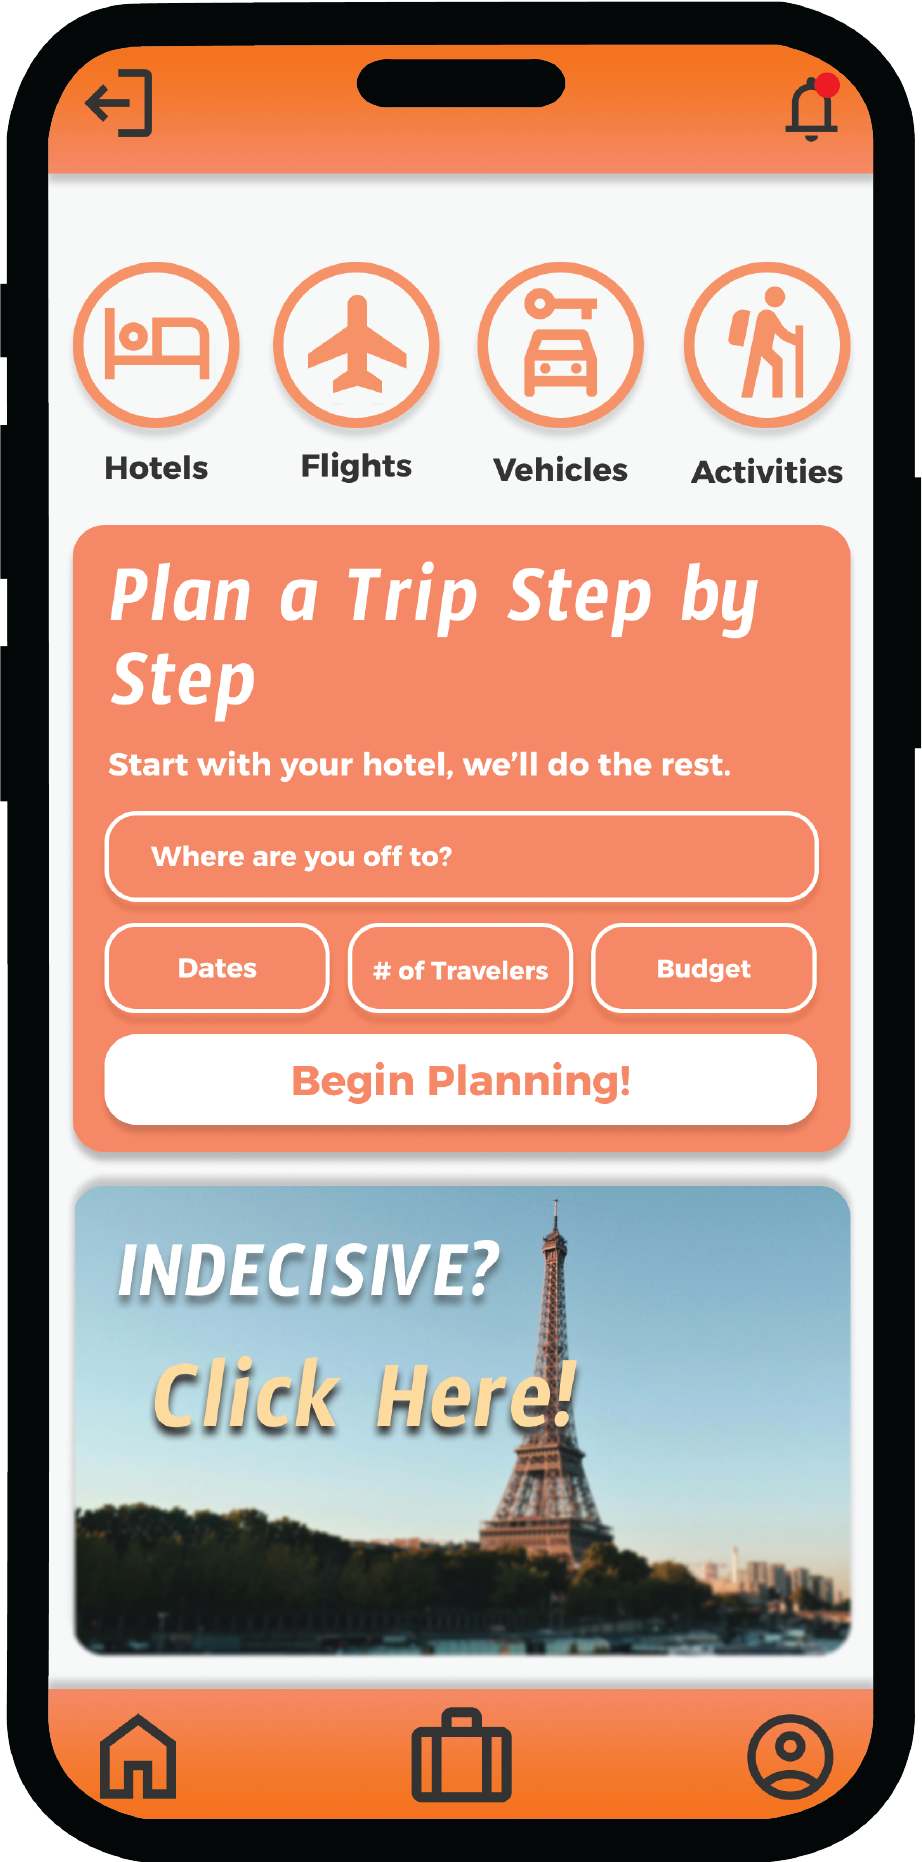 Hotels
Flights
Vehicles
Activities
Plan a Trip Step by
Step
Start with your hotel, we'll do the rest.
Where are you off to?
Dates
# of Travelers
Budget
Begin Planning!
INDECISIVE?
Click Here!